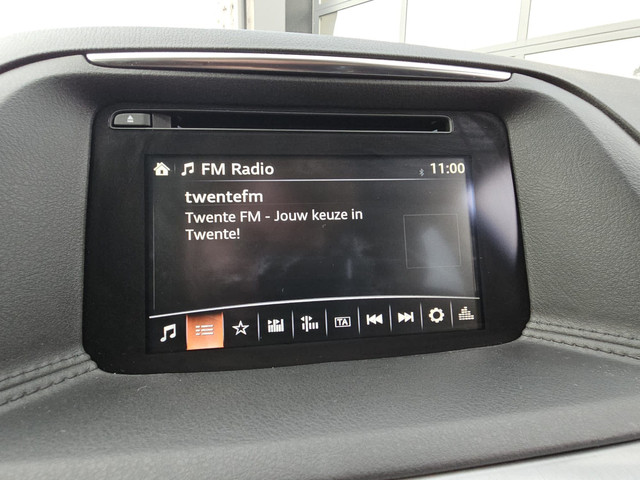 FM Radio 11:00
twentefm
Twente FM - Jouw keuze in
Twente!
TA